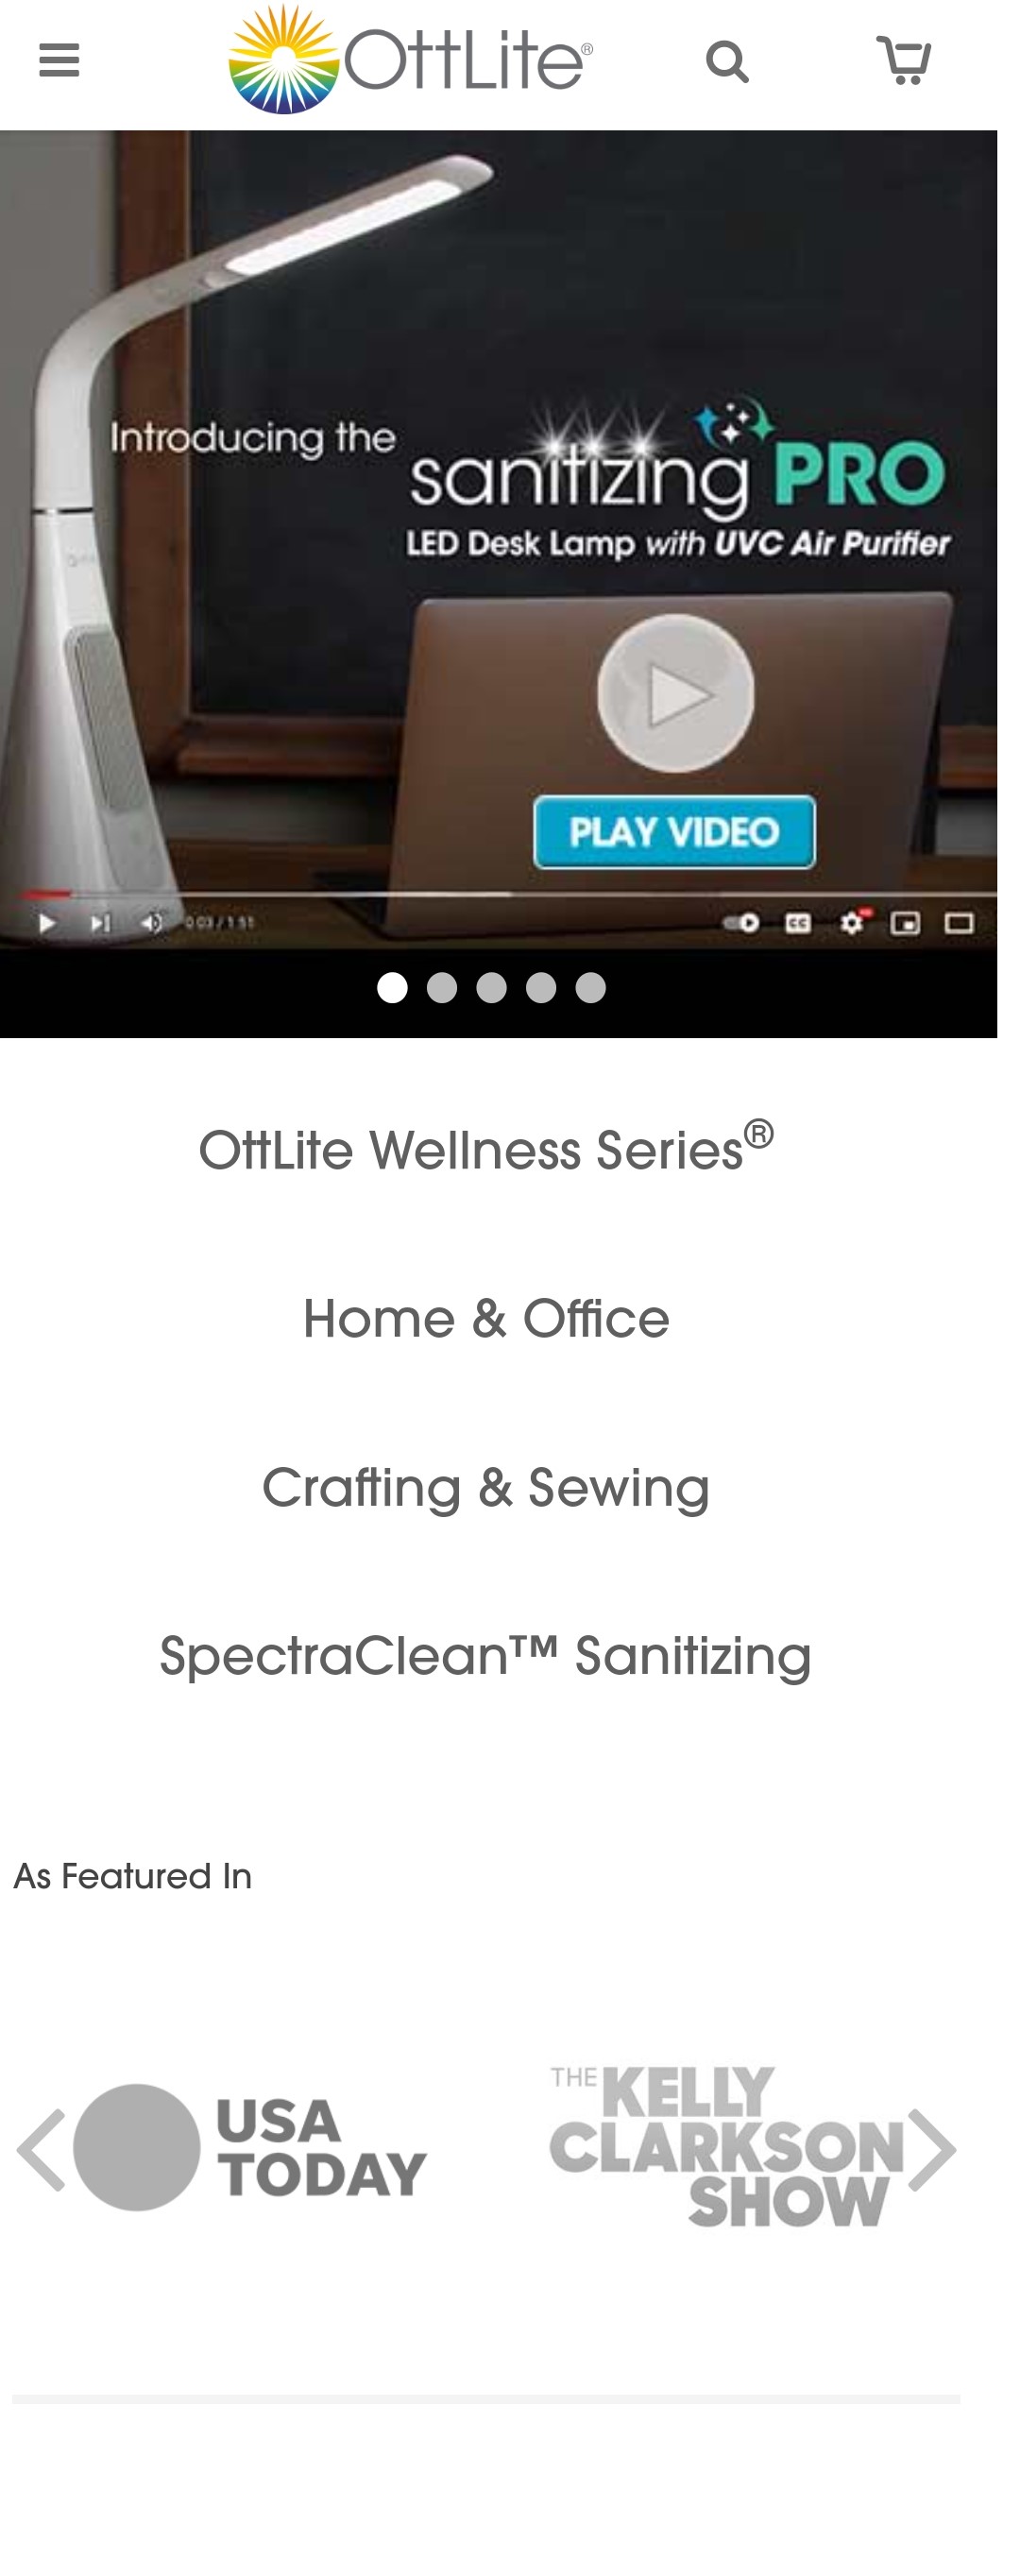 OttLite®
Introducing the
sanitizing PRO
LED Desk Lamp with UVC Air Purifier
PLAY VIDEO
0:03 / 1:51
CC
OttLite Wellness Series®
Home & Office
Crafting & Sewing
SpectraClean™ Sanitizing
As Featured In
USA
TODAY
THE KELLY
CLARKSON
SHOW